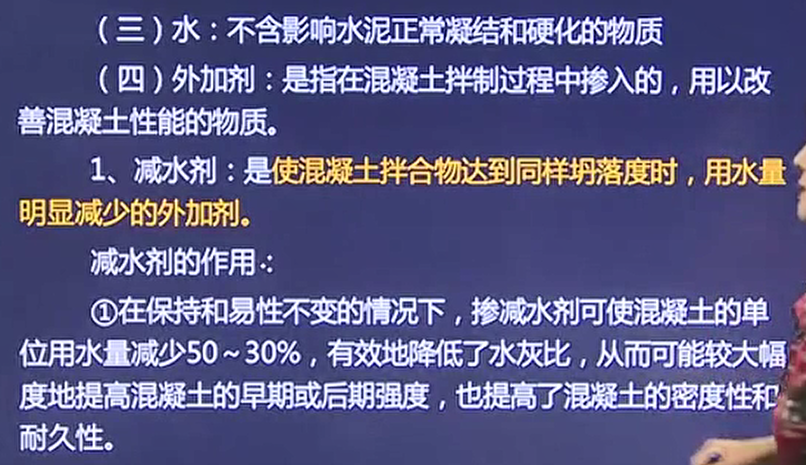 （三）水：不含影响水泥正常凝结和硬化的物质
（四）外加剂：是指在混凝土拌制过程中掺入的，用以改
善混凝土性能的物质。
1、减水剂：是使混凝土拌合物达到同样坍落度时，用水量
明显减少的外加剂。
减水剂的作用：
①在保持和易性不变的情况下，掺减水剂可使混凝土的单
位用水量减少50～30%，有效地降低了水灰比，从而可能较大幅
度地提高混凝土的早期或后期强度，也提高了混凝土的密度性和
耐久性。